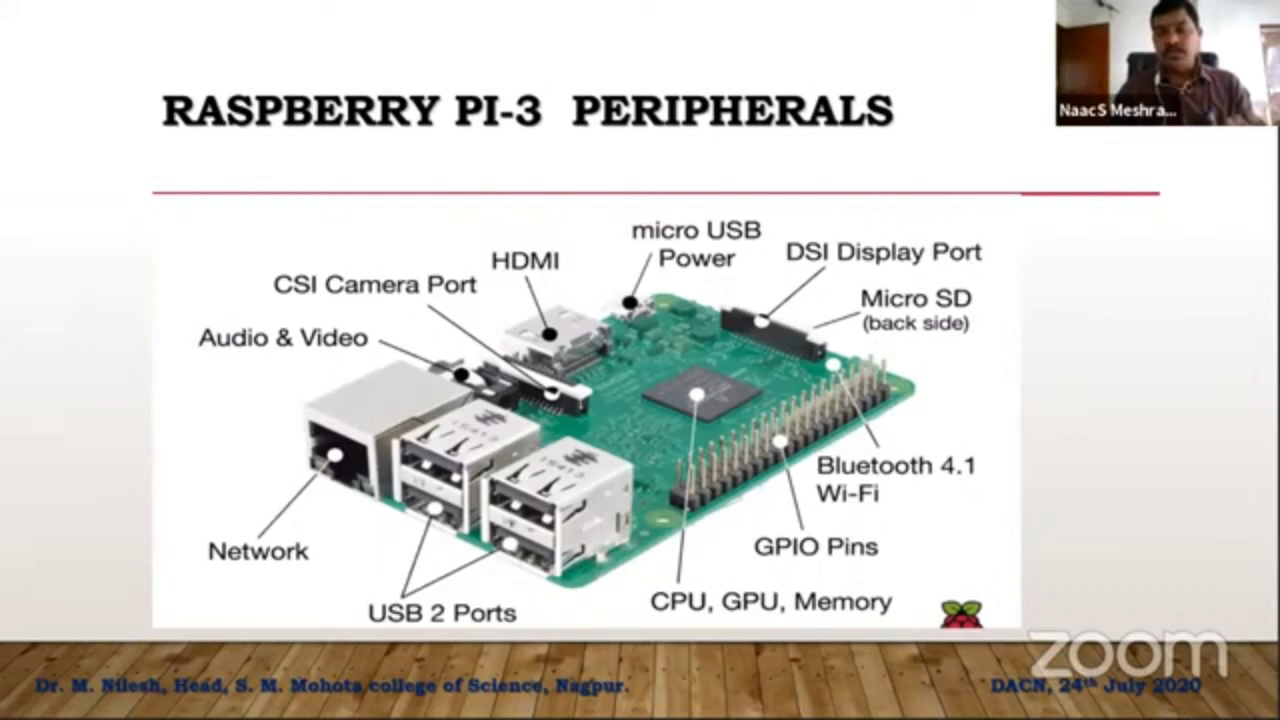 NaacS Meshra...
RASPBERRY PI-3 PERIPHERALS
micro USB
Power
DSI Display Port
HDMI
CSI Camera Port
Micro SD
(back side)
Audio & Video
Bluetooth 4.1
Wi-Fi
GPIO Pins
Network
CPU, GPU, Memory
USB 2 Ports
zoom
Dr. M. Nilesh, Head, S. M. Mohota college of Science, Nagpur.
DACN, 24th July 2020